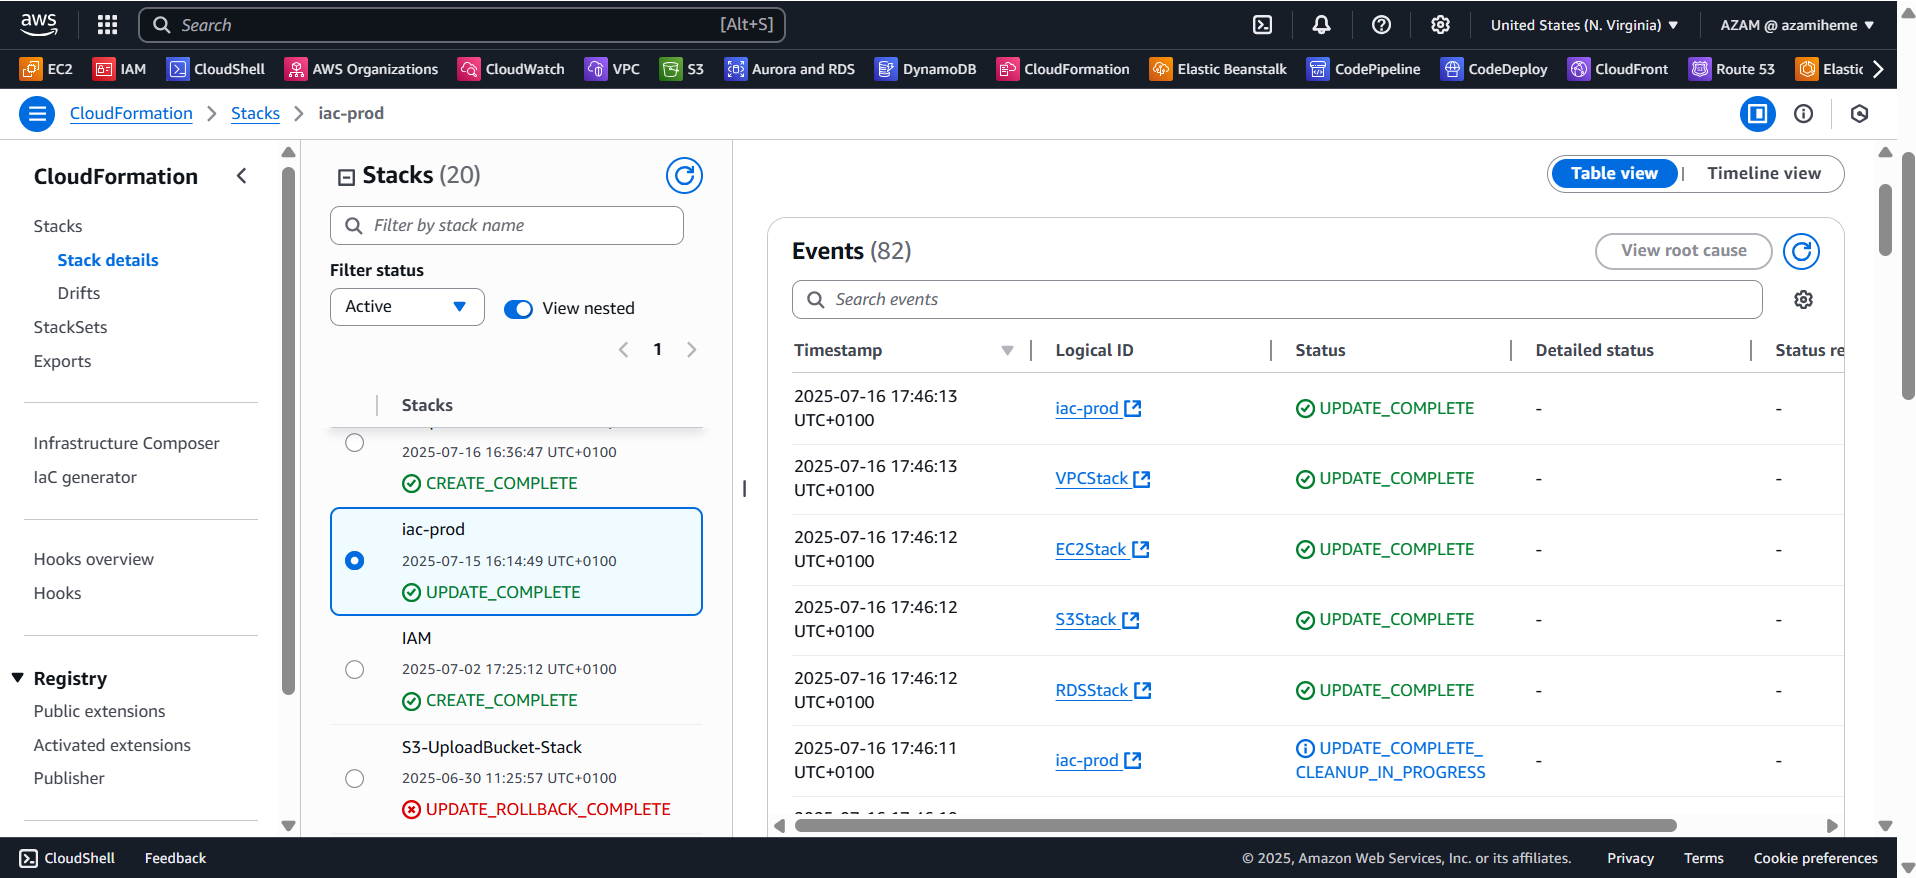 aws
Search [Alt+S]
United States (N. Virginia)
AZAM @ azamiheme
EC2 IAM CloudShell AWS Organizations CloudWatch VPC S3 Aurora and RDS DynamoDB CloudFormation Elastic Beanstalk CodePipeline CodeDeploy CloudFront Route 53 Elastic
CloudFormation Stacks iac-prod
CloudFormation
Stacks
Stack details
Drifts
StackSets
Exports
Infrastructure Composer
IaC generator
Hooks overview
Hooks
Registry
Public extensions
Activated extensions
Publisher
Stacks (20)
Filter by stack name
Filter status
Active
View nested
1
Stacks
2025-07-16 16:36:47 UTC+0100
CREATE_COMPLETE
iac-prod
2025-07-15 16:14:49 UTC+0100
UPDATE_COMPLETE
IAM
2025-07-02 17:25:12 UTC+0100
CREATE_COMPLETE
S3-UploadBucket-Stack
2025-06-30 11:25:57 UTC+0100
UPDATE_ROLLBACK_COMPLETE
Table view | Timeline view
Events (82)
View root cause
Search events
Timestamp Logical ID Status Detailed status Status re
2025-07-16 17:46:13
UTC+0100
iac-prod
UPDATE_COMPLETE
-
-
2025-07-16 17:46:13
UTC+0100
VPCStack
UPDATE_COMPLETE
-
-
2025-07-16 17:46:12
UTC+0100
EC2Stack
UPDATE_COMPLETE
-
-
2025-07-16 17:46:12
UTC+0100
S3Stack
UPDATE_COMPLETE
-
-
2025-07-16 17:46:12
UTC+0100
RDSStack
UPDATE_COMPLETE
-
-
2025-07-16 17:46:11
UTC+0100
iac-prod
UPDATE_COMPLETE_
CLEANUP_IN_PROGRESS
-
-
CloudShell Feedback
© 2025, Amazon Web Services, Inc. or its affiliates. Privacy Terms Cookie preferences